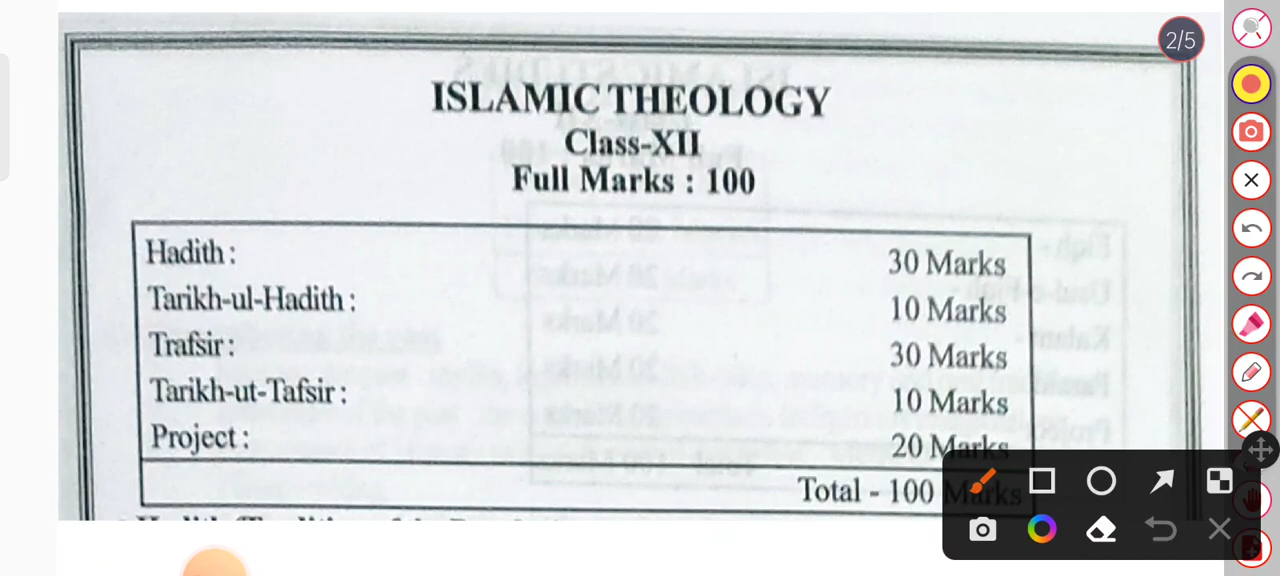 2/5
ISLAMIC THEOLOGY
Class-XII
Full Marks : 100
Hadith : 30 Marks
Tarikh-ul-Hadith : 10 Marks
Trafsir : 30 Marks
Tarikh-ut-Tafsir : 10 Marks
Project : 20 Marks
Total - 100 Marks